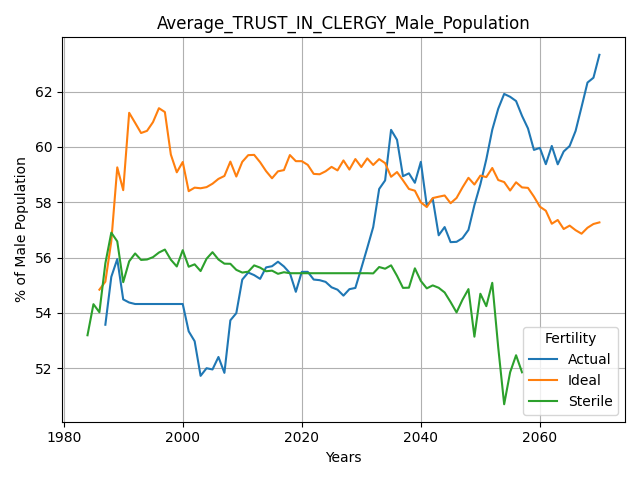 Average_TRUST_IN_CLERGY_Male_Population
% of Male Population
62
60
58
56
54
52
1980
2000
2020
2040
2060
Years
Fertility
Actual
Ideal
Sterile